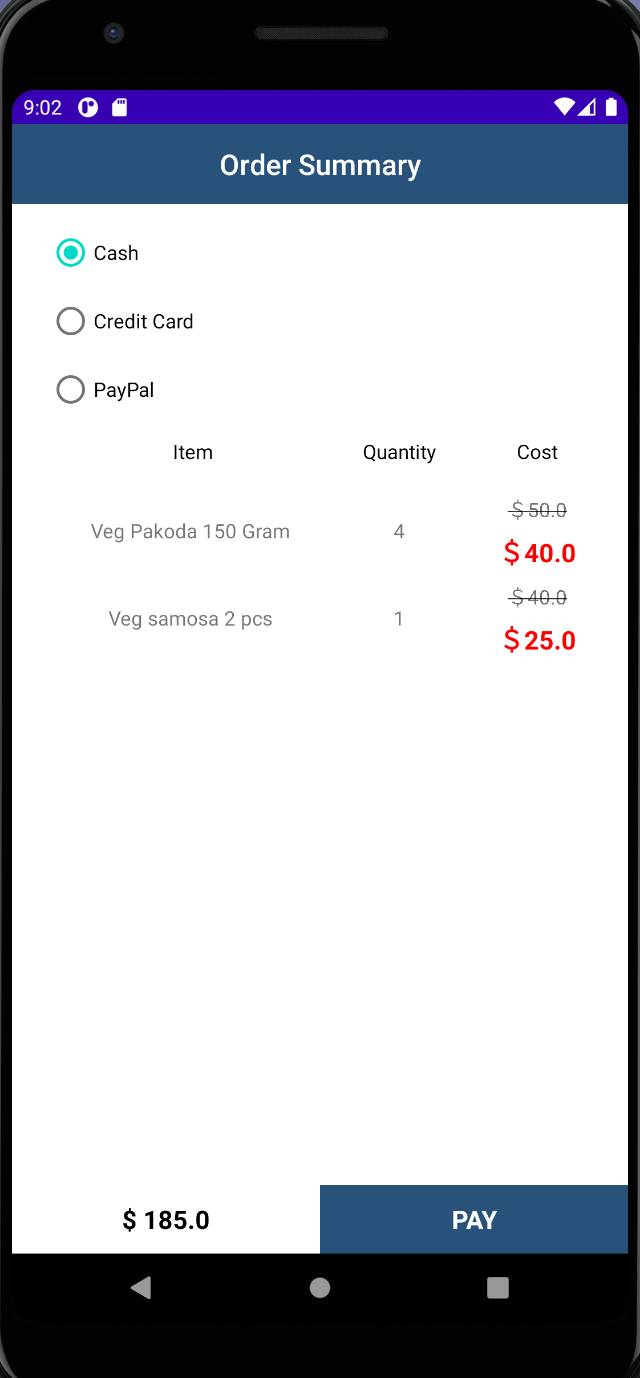 9:02
Order Summary
Cash
Credit Card
PayPal
Item Quantity Cost
$50.0
Veg Pakoda 150 Gram 4
$40.0
$40.0
Veg samosa 2 pcs 1
$25.0
$ 185.0 PAY